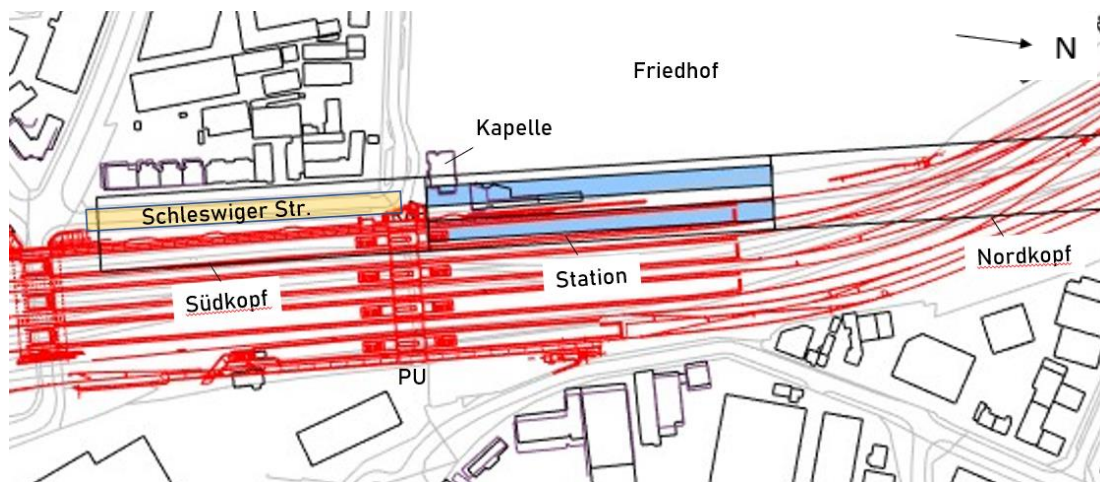 N
Friedhof
Kapelle
Schleswiger Str.
Nordkopf
Station
Südkopf
PU